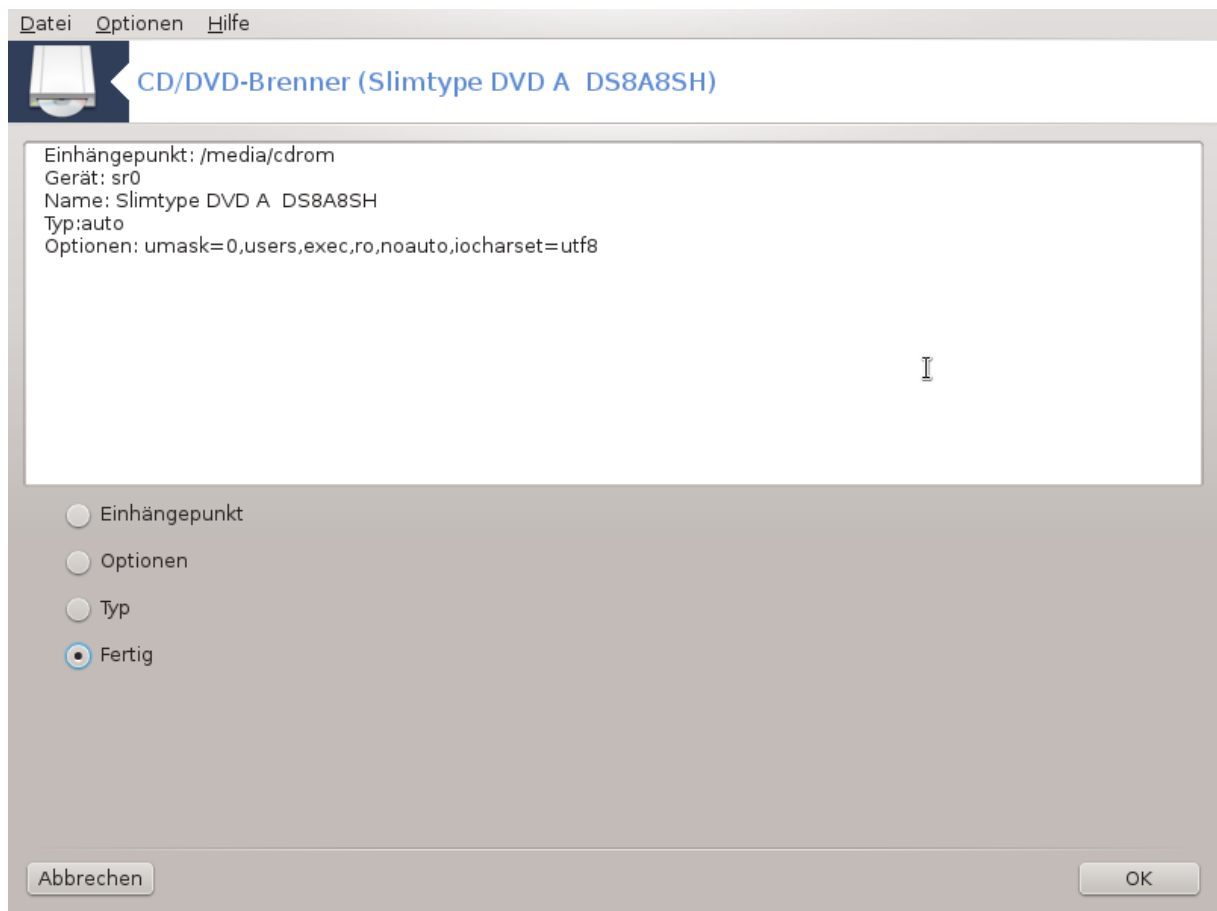 Datei Optionen Hilfe
CD/DVD-Brenner (Slimtype DVD A  DS8A8SH)
Einhängepunkt: /media/cdrom
Gerät: sr0
Name: Slimtype DVD A  DS8A8SH
Typ:auto
Optionen: umask=0,users,exec,ro,noauto,iocharset=utf8
Einhängepunkt
Optionen
Typ
Fertig
Abbrechen OK